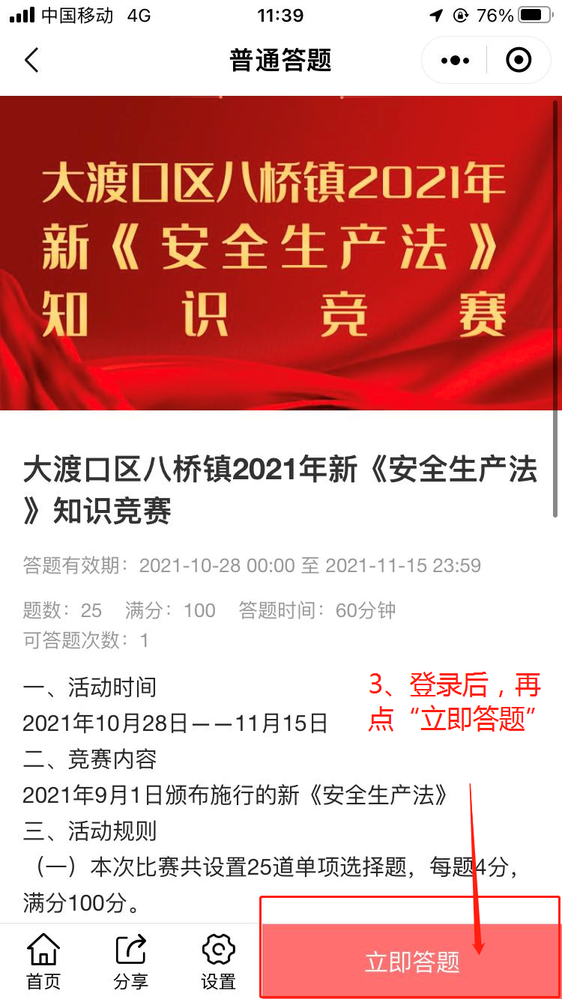 中国移动 4G 11:39 76%
普通答题
大渡口区八桥镇2021年
新《安全生产法》
知识竞赛
大渡口区八桥镇2021年新《安全生产法
》知识竞赛
答题有效期：2021-10-28 00:00 至 2021-11-15 23:59
题数：25 满分：100 答题时间：60分钟
可答题次数：1
一、活动时间
3、登录后，再
点“立即答题”
2021年10月28日——11月15日
二、竞赛内容
2021年9月1日颁布施行的新《安全生产法》
三、活动规则
（一）本次比赛共设置25道单项选择题，每题4分，
满分100分。
首页 分享 设置 立即答题